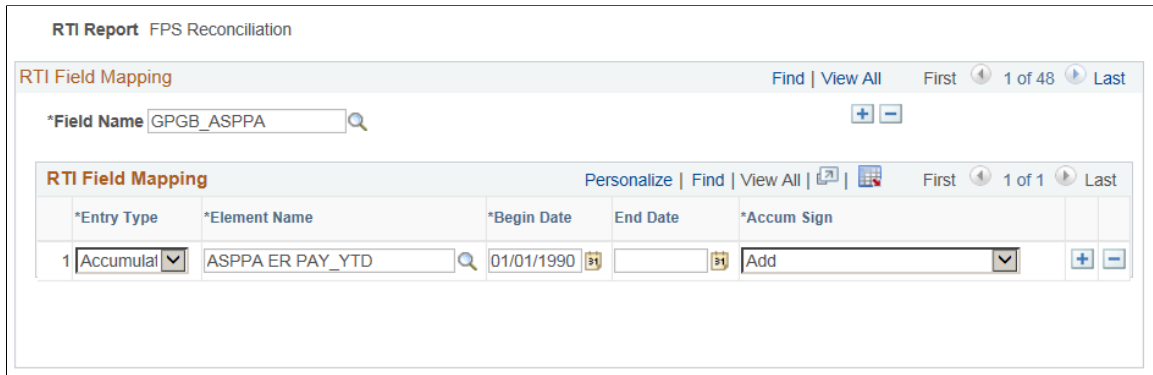 RTI Report FPS Reconciliation
RTI Field Mapping Find | View All First 1 of 48 Last
*Field Name GPGB_ASPPA
RTI Field Mapping Personalize | Find | View All | | First 1 of 1 Last
*Entry Type *Element Name *Begin Date End Date *Accum Sign
1 Accumulat ASPPA ER PAY_YTD 01/01/1990 31 31 Add